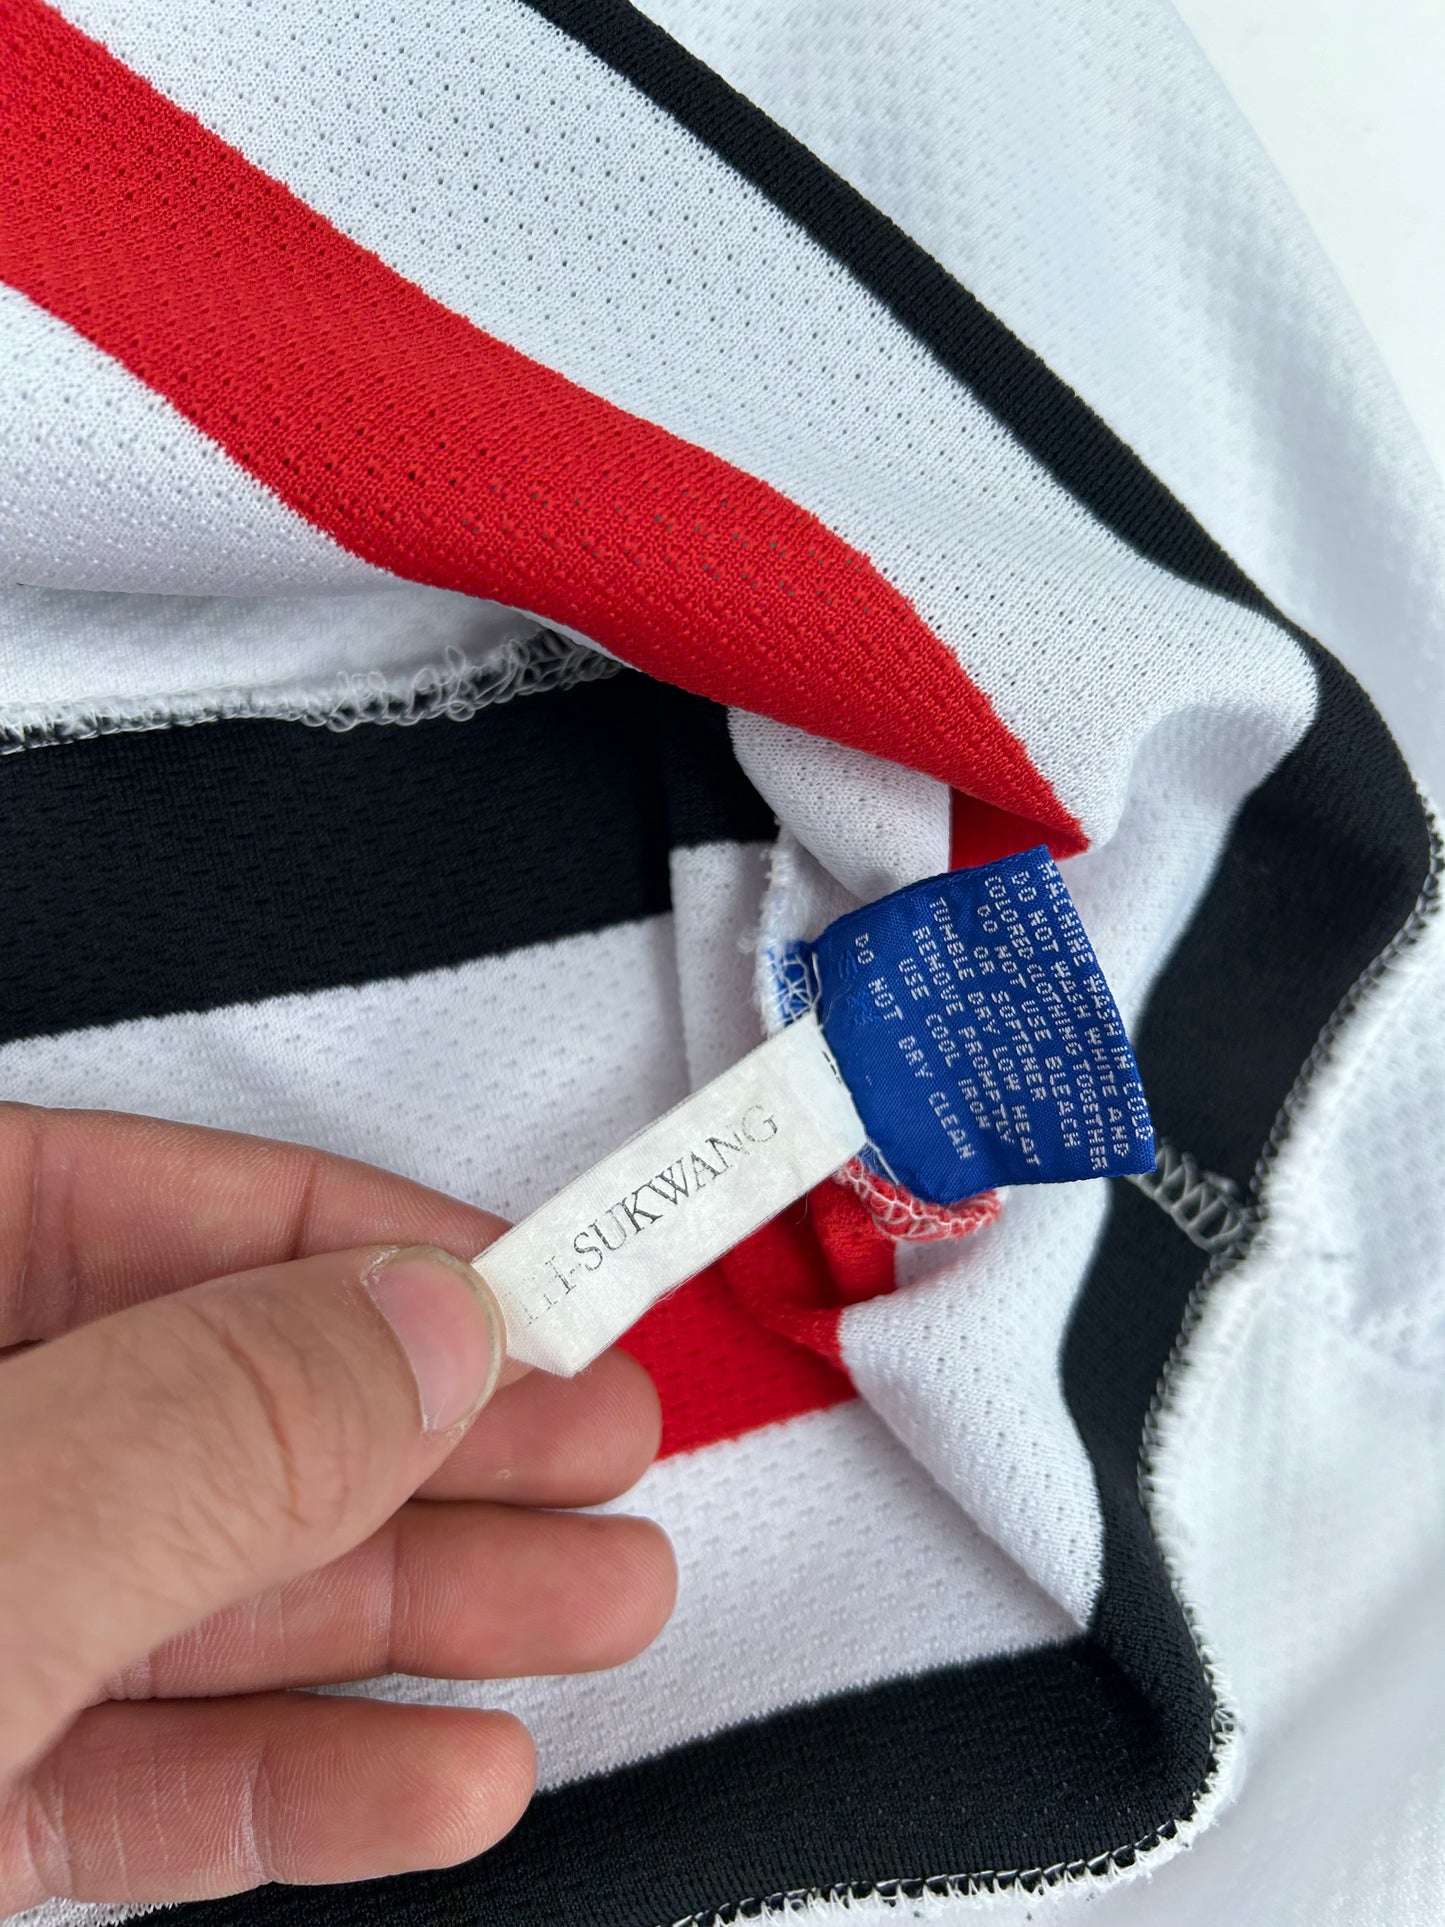 MACHINE WASH IN COLD
DO NOT WASH WHITE AND
COLORED CLOTHING TOGETHER
DO NOT USE BLEACH
OR SOFTENER
TUMBLE DRY LOW HEAT
REMOVE PROMPTLY
USE COOL IRON
DO NOT DRY CLEAN
-SUKWANG